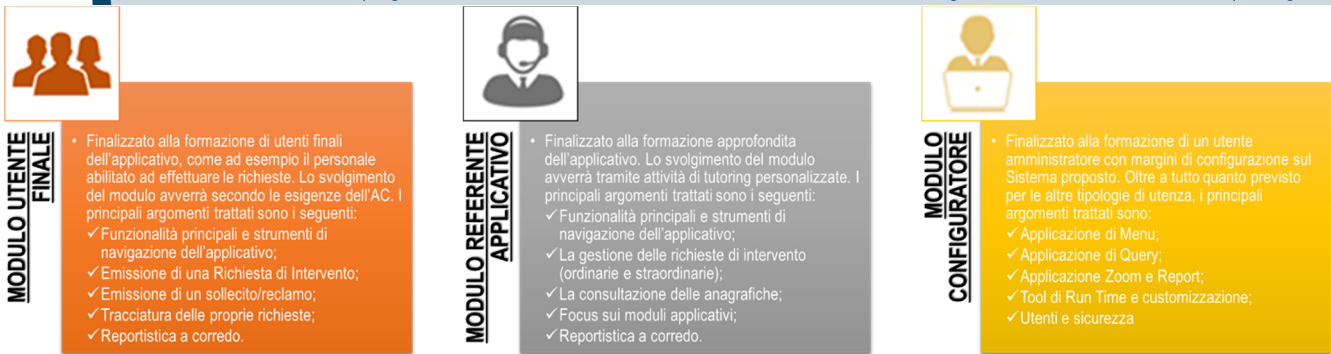 MODULO UTENTE
FINALE
• Finalizzato alla formazione di utenti finali
dell'applicativo, come ad esempio il personale
abilitato ad effettuare le richieste. Lo svolgimento
del modulo avverrà secondo le esigenze dell'AC. I
principali argomenti trattati sono i seguenti:
✓Funzionalità principali e strumenti di
navigazione dell'applicativo;
✓Emissione di una Richiesta di Intervento;
✓Emissione di un sollecito/reclamo;
✓Tracciatura delle proprie richieste;
✓Reportistica a corredo.
MODULO REFERENTE
APPLICATIVO
• Finalizzato alla formazione approfondita
dell'applicativo. Lo svolgimento del modulo
avverrà tramite attività di tutoring personalizzate. I
principali argomenti trattati sono i seguenti:
✓Funzionalità principali e strumenti di
navigazione dell'applicativo;
✓La gestione delle richieste di intervento
(ordinarie e straordinarie);
✓La consultazione delle anagrafiche;
✓Focus sui moduli applicativi;
✓Reportistica a corredo.
MODULO
CONFIGURATORE
• Finalizzato alla formazione di un utente
amministratore con margini di configurazione sul
Sistema proposto. Oltre a tutto quanto previsto
per le altre tipologie di utenza, i principali
argomenti trattati sono:
✓Applicazione di Menu;
✓Applicazione di Query;
✓Applicazione Zoom e Report;
✓Tool di Run Time e customizzazione;
✓Utenti e sicurezza